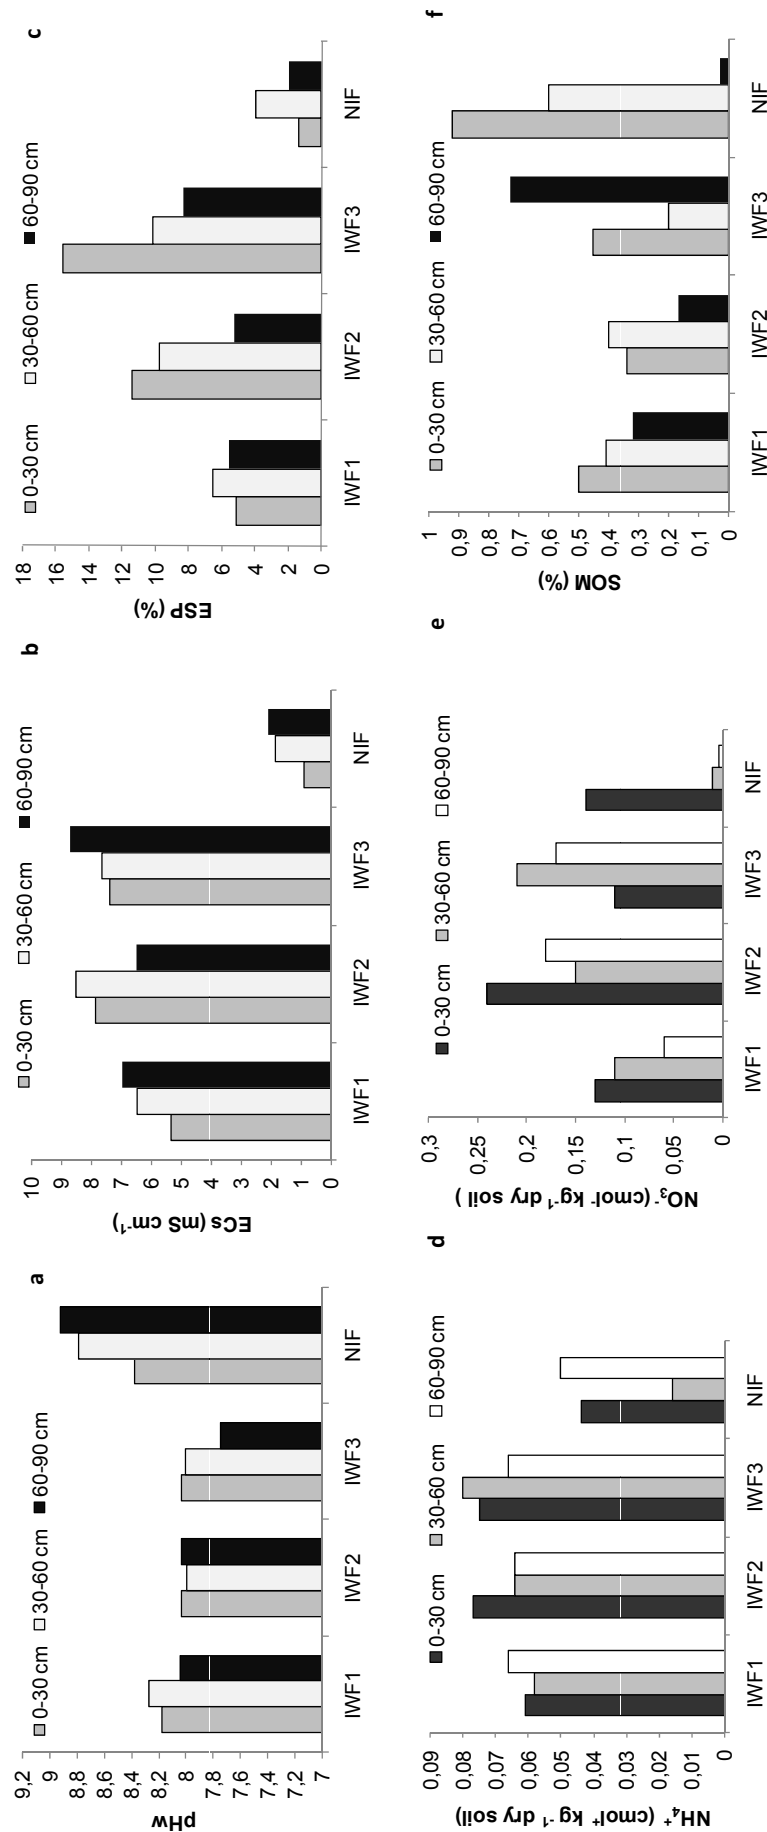 a
0-30 cm 30-60 cm 60-90 cm
9,2
9
8,8
8,6
8,4
8,2
8
7,8
7,6
7,4
7,2
7
pHw
IWF1 IWF2 IWF3 NIF
b
0-30 cm 30-60 cm 60-90 cm
10
9
8
7
6
5
4
3
2
1
0
ECs (mS cm⁻¹)
IWF1 IWF2 IWF3 NIF
c
0-30 cm 30-60 cm 60-90 cm
18
16
14
12
10
8
6
4
2
0
ESP (%)
IWF1 IWF2 IWF3 NIF
d
0-30 cm 30-60 cm 60-90 cm
0,09
0,08
0,07
0,06
0,05
0,04
0,03
0,02
0,01
0
NH₄⁺ (cmol⁺ kg⁻¹ dry soil)
IWF1 IWF2 IWF3 NIF
e
0-30 cm 30-60 cm 60-90 cm
0,3
0,25
0,2
0,15
0,1
0,05
0
NO₃⁻ (cmol⁻ kg⁻¹ dry soil )
IWF1 IWF2 IWF3 NIF
f
0-30 cm 30-60 cm 60-90 cm
1
0,9
0,8
0,7
0,6
0,5
0,4
0,3
0,2
0,1
0
SOM (%)
IWF1 IWF2 IWF3 NIF